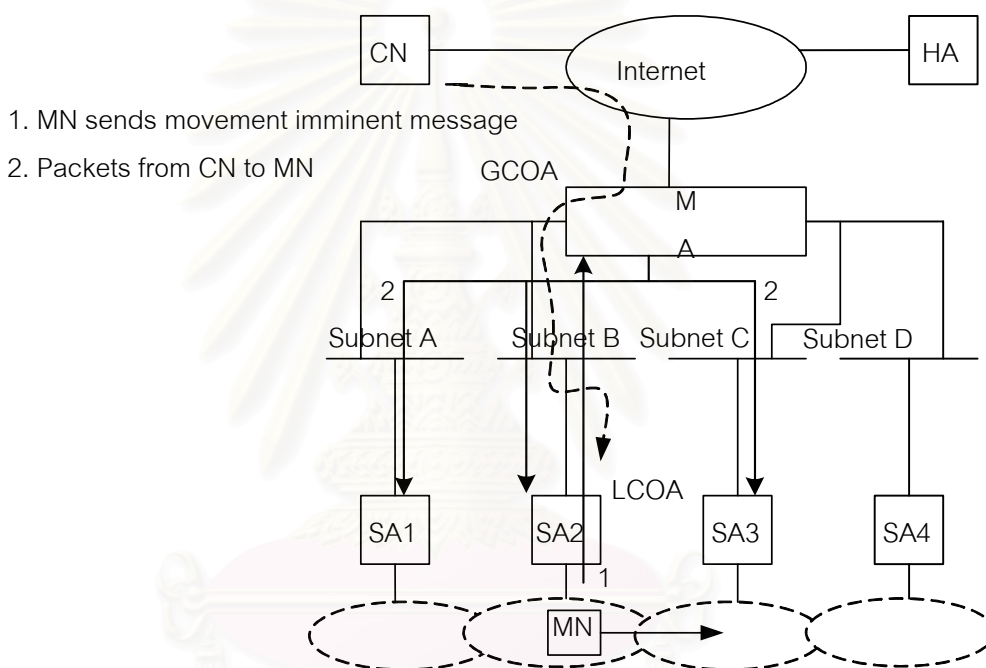 CN
Internet
HA
1. MN sends movement imminent message
2. Packets from CN to MN
GCOA
M
A
2
2
Subnet A
Subnet B
Subnet C
Subnet D
LCOA
SA1
SA2
SA3
SA4
1
MN